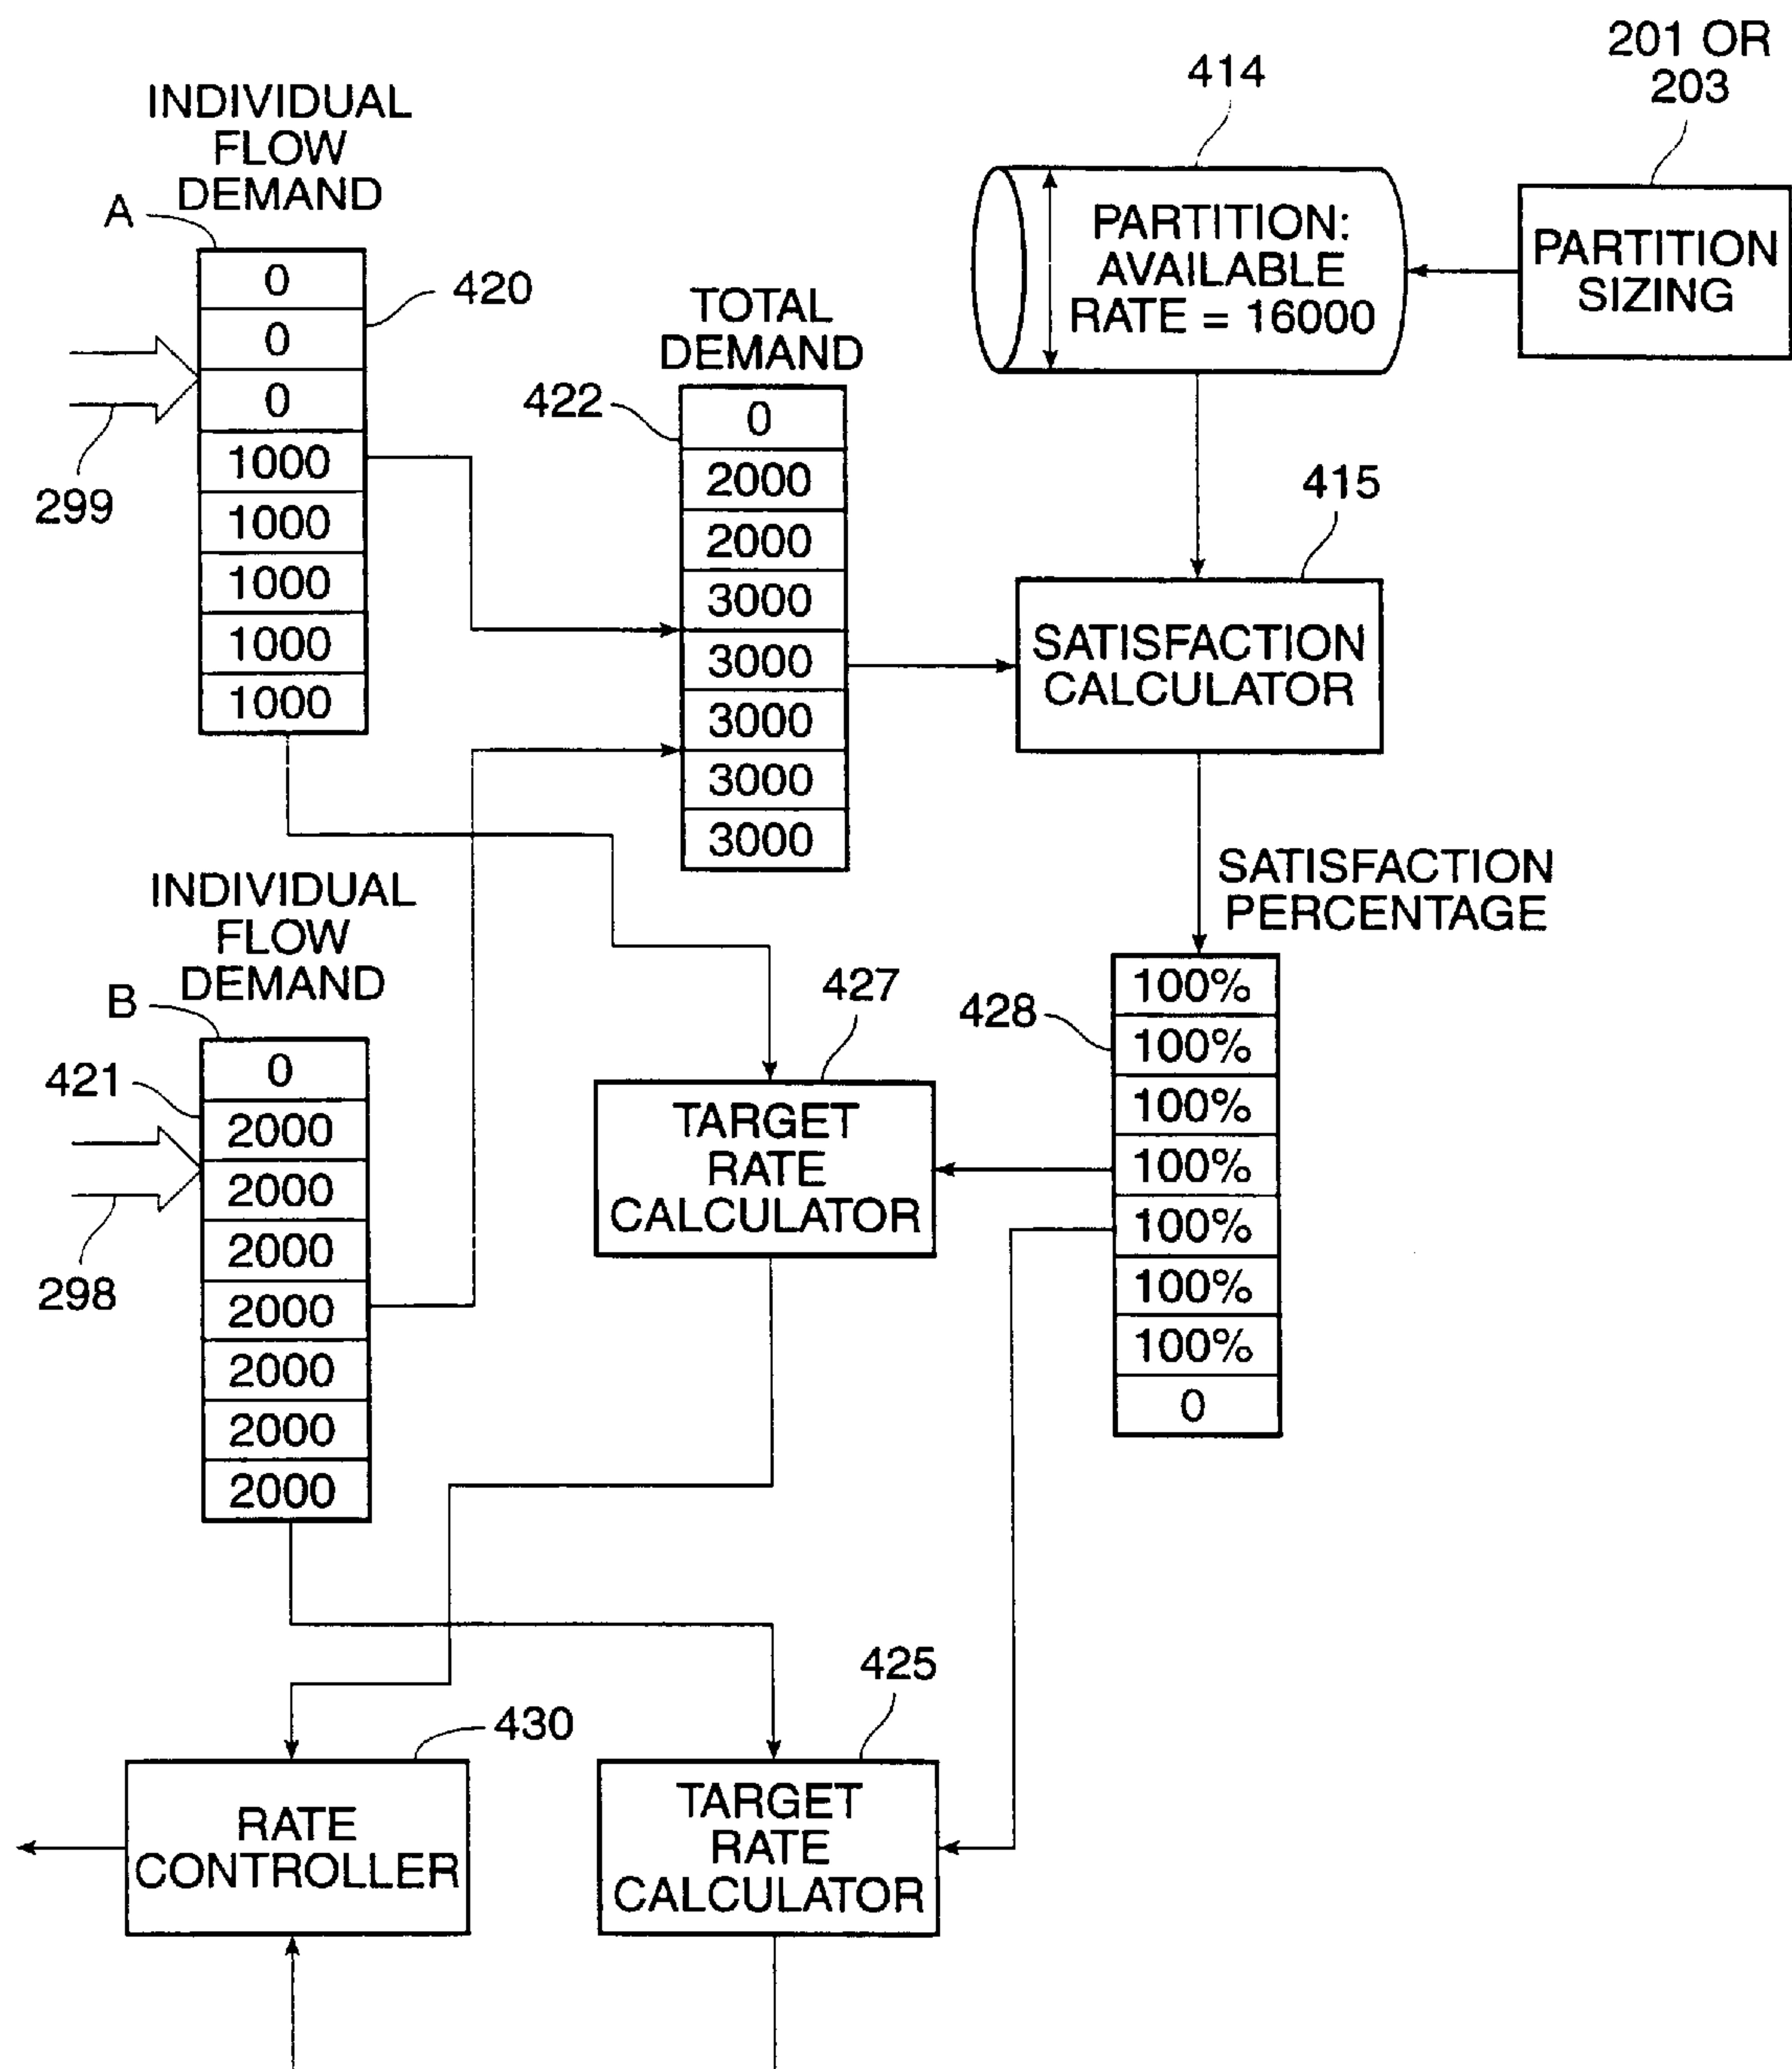 201 OR
203
414
INDIVIDUAL
FLOW
DEMAND
A
PARTITION:
AVAILABLE
RATE = 16000
PARTITION
SIZING
0
0
0
1000
1000
1000
1000
1000
420
299
TOTAL
DEMAND
422
0
2000
2000
3000
3000
3000
3000
3000
415
SATISFACTION
CALCULATOR
SATISFACTION
PERCENTAGE
428
100%
100%
100%
100%
100%
100%
100%
0
INDIVIDUAL
FLOW
DEMAND
B
421
0
2000
2000
2000
2000
2000
2000
2000
298
427
TARGET
RATE
CALCULATOR
430
RATE
CONTROLLER
425
TARGET
RATE
CALCULATOR